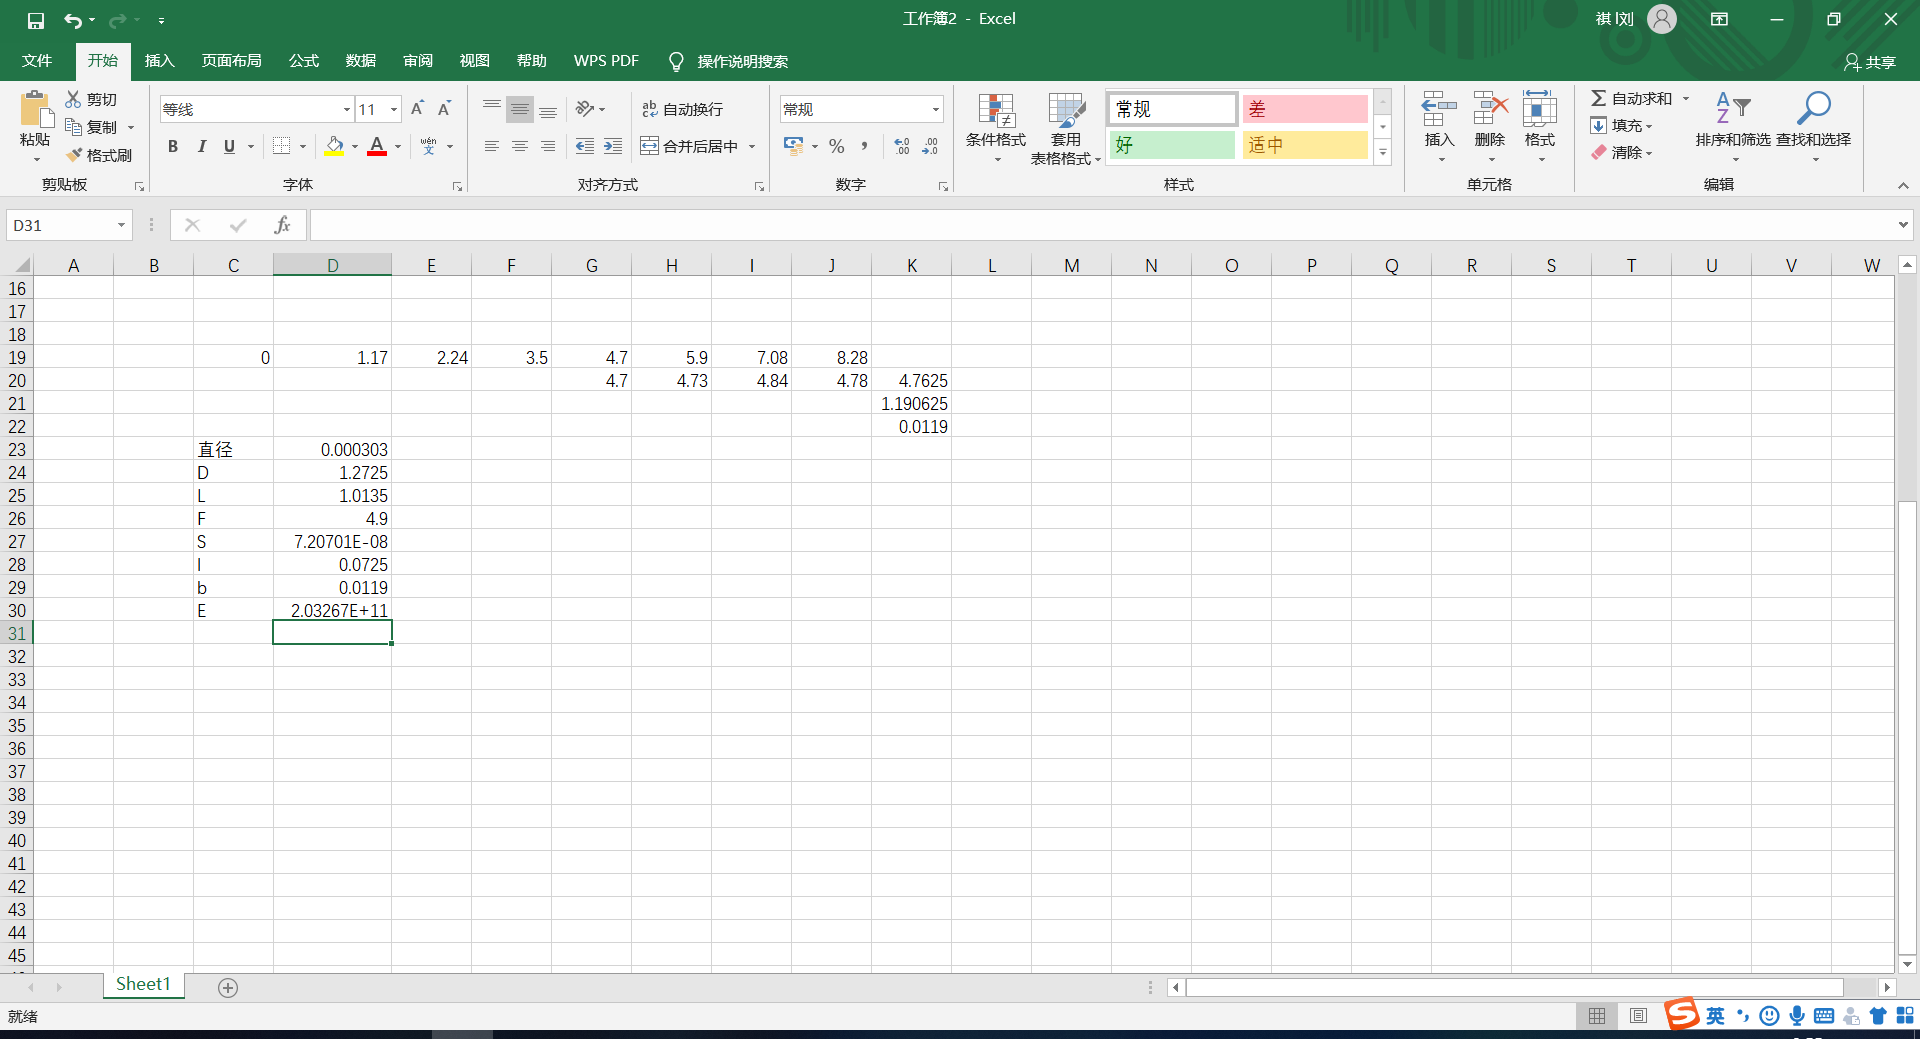 工作簿2 - Excel
祺 l刘
文件 开始 插入 页面布局 公式 数据 审阅 视图 帮助 WPS PDF 操作说明搜索 共享
粘贴 剪切 复制 格式刷 剪贴板
等线 11 A A
B I U A wén 文 字体
ab 自动换行
合并后居中 对齐方式
常规
% , .00 .0 数字
条件格式 套用 表格格式
常规 差
好 适中
样式
插入 删除 格式 单元格
自动求和 填充 清除 排序和筛选 查找和选择 编辑
D31 fx
A B C D E F G H I J K L M N O P Q R S T U V W
16
17
18
19 0 1.17 2.24 3.5 4.7 5.9 7.08 8.28
20 4.7 4.73 4.84 4.78 4.7625
21 1.190625
22 0.0119
23 直径 0.000303
24 D 1.2725
25 L 1.0135
26 F 4.9
27 S 7.20701E-08
28 l 0.0725
29 b 0.0119
30 E 2.03267E+11
31
32
33
34
35
36
37
38
39
40
41
42
43
44
45
Sheet1
就绪 英